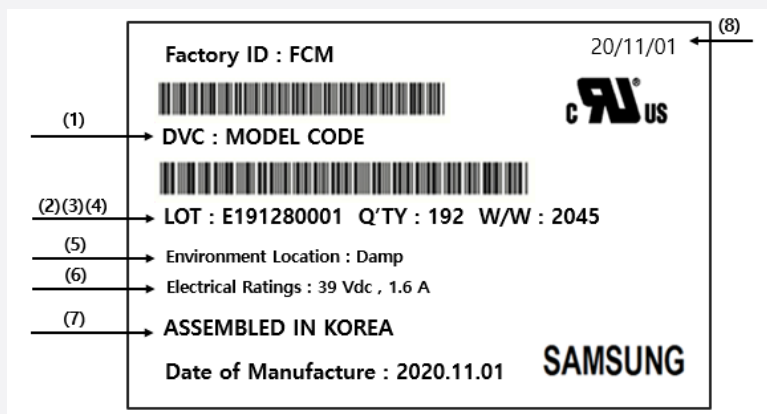 (8)
Factory ID : FCM 20/11/01
c RU® US
(1)
DVC : MODEL CODE
(2)(3)(4)
LOT : E191280001 Q'TY : 192 W/W : 2045
(5)
Environment Location : Damp
(6)
Electrical Ratings : 39 Vdc , 1.6 A
(7)
ASSEMBLED IN KOREA
Date of Manufacture : 2020.11.01 SAMSUNG